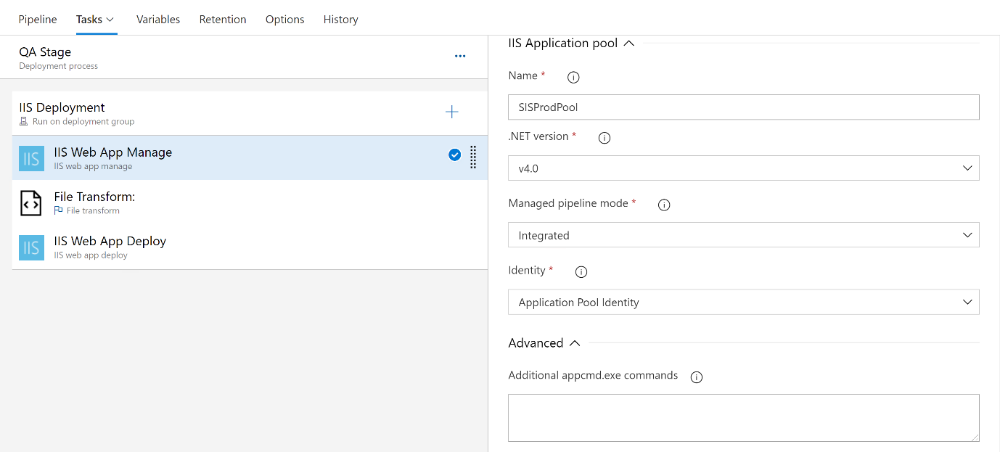 Pipeline Tasks Variables Retention Options History
QA Stage
Deployment process
IIS Deployment
Run on deployment group
IIS
IIS Web App Manage
IIS web app manage
File Transform:
File transform
IIS
IIS Web App Deploy
IIS web app deploy
IIS Application pool
Name *
SISProdPool
.NET version *
v4.0
Managed pipeline mode *
Integrated
Identity *
Application Pool Identity
Advanced
Additional appcmd.exe commands